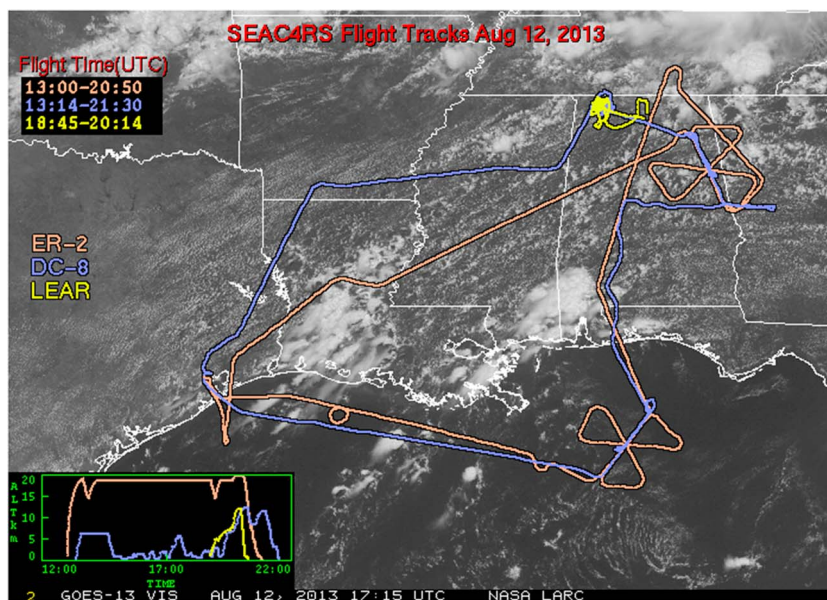 SEAC4RS Flight Tracks Aug 12, 2013
Flight Time(UTC)
13:00-20:50
13:14-21:30
18:45-20:14
ER-2
DC-8
LEAR
ALT km
20
15
10
5
0
12:00 17:00 22:00
TIME
2 GOES-13 VIS AUG 12, 2013 17:15 UTC NASA LARC